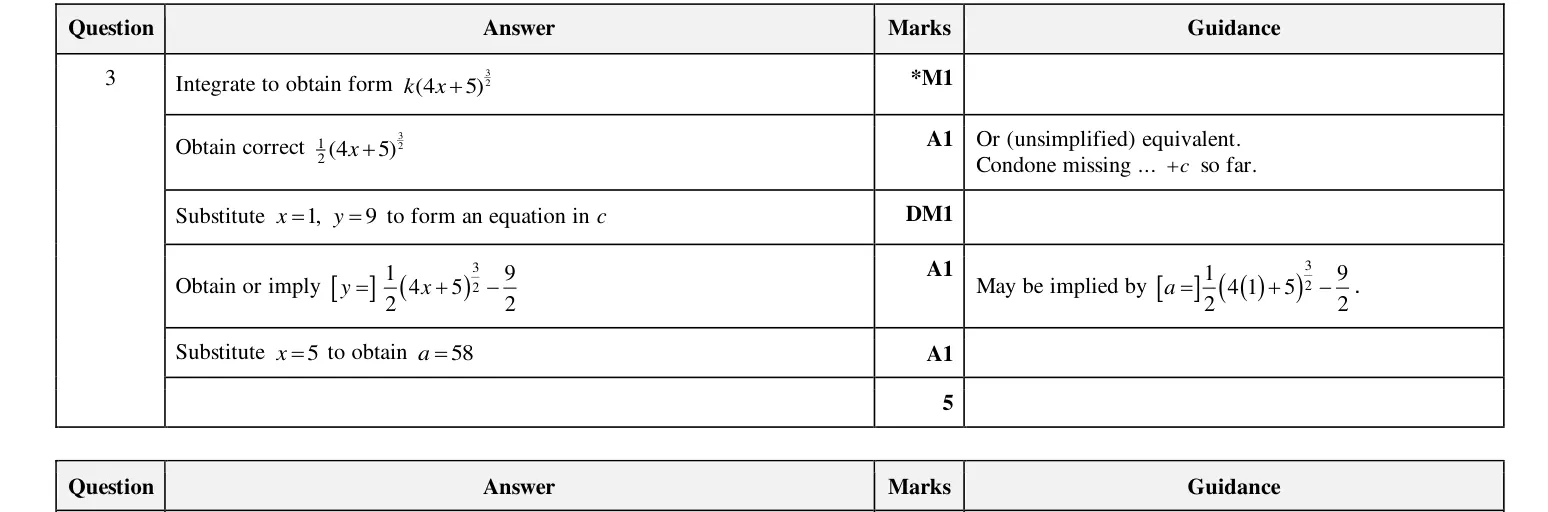 Question Answer Marks Guidance
3 Integrate to obtain form k(4x+5)^{3/2} *M1
Obtain correct ½(4x+5)^{3/2} A1 Or (unsimplified) equivalent.
Condone missing ... +c so far.
Substitute x=1, y=9 to form an equation in c DM1
Obtain or imply [y=] 1/2 (4x+5)^{3/2} − 9/2 A1 May be implied by [a=] 1/2 (4(1)+5)^{3/2} − 9/2 .
Substitute x=5 to obtain a=58 A1
5
Question Answer Marks Guidance